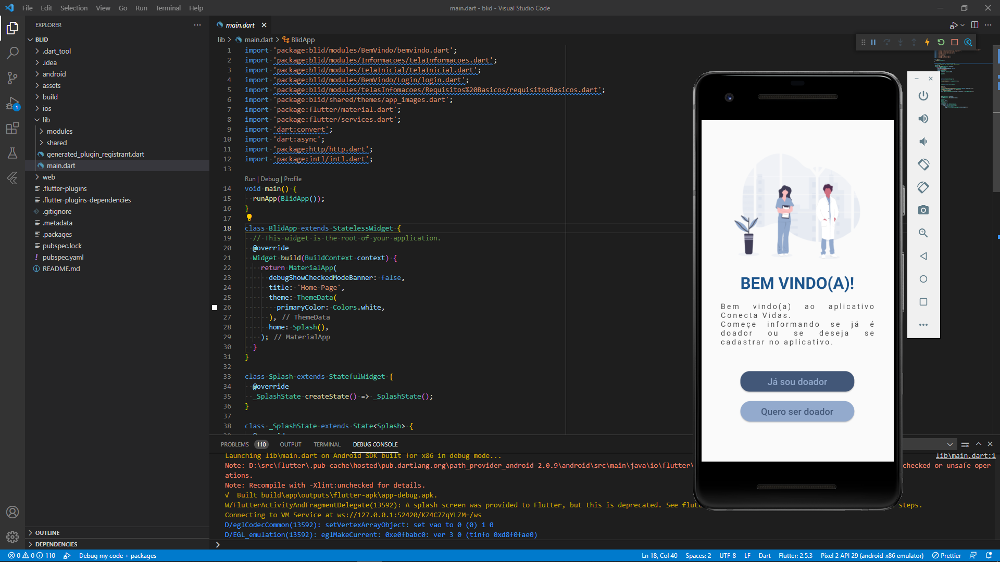 File Edit Selection View Go Run Terminal Help
main.dart - blid - Visual Studio Code
EXPLORER
BLID
.dart_tool
.idea
android
assets
build
ios
lib
modules
shared
generated_plugin_registrant.dart
main.dart
web
.flutter-plugins
.flutter-plugins-dependencies
.gitignore
.metadata
.packages
pubspec.lock
pubspec.yaml
README.md
OUTLINE
DEPENDENCIES
1
main.dart
lib > main.dart > BlidApp
1 import 'package:blid/modules/BemVindo/bemvindo.dart';
2 import 'package:blid/modules/Informacoes/telaInformacoes.dart';
3 import 'package:blid/modules/telaInicial/telaInicial.dart';
4 import 'package:blid/modules/BemVindo/Login/login.dart';
5 import 'package:blid/modules/telasInfomacoes/Requisitos%20Basicos/requisitosBasicos.dart';
6 import 'package:blid/shared/themes/app_images.dart';
7 import 'package:flutter/material.dart';
8 import 'package:flutter/services.dart';
9 import 'dart:convert';
10 import 'dart:async';
11 import 'package:http/http.dart';
12 import 'package:intl/intl.dart';
13
Run | Debug | Profile
14 void main() {
15 runApp(BlidApp());
16 }
17
18 class BlidApp extends StatelessWidget {
19 // This widget is the root of your application.
20 @override
21 Widget build(BuildContext context) {
22 return MaterialApp(
23 debugShowCheckedModeBanner: false,
24 title: 'Home Page',
25 theme: ThemeData(
26 primaryColor: Colors.white,
27 ), // ThemeData
28 home: Splash(),
29 ); // MaterialApp
30 }
31 }
32
33 class Splash extends StatefulWidget {
34 @override
35 _SplashState createState() => _SplashState();
36 }
37
38 class _SplashState extends State<Splash> {
BEM VINDO(A)!
Bem vindo(a) ao aplicativo
Conecta Vidas.
Começe informando se já é
doador ou se deseja se
cadastrar no aplicativo.
Já sou doador
Quero ser doador
PROBLEMS 110 OUTPUT TERMINAL DEBUG CONSOLE
Launching lib\main.dart on Android SDK built for x86 in debug mode...
lib\main.dart:1
Note: D:\src\flutter\.pub-cache\hosted\pub.dartlang.org\path_provider_android-2.0.9\android\src\main\java\io\flutter\ checked or unsafe oper
ations.
Note: Recompile with -Xlint:unchecked for details.
√ Built build\app\outputs\flutter-apk\app-debug.apk.
W/FlutterActivityAndFragmentDelegate(13592): A splash screen was provided to Flutter, but this is deprecated. See flut steps.
Connecting to VM Service at ws://127.0.0.1:52420/KZ4C7ZqYLZM=/ws
D/eglCodecCommon(13592): setVertexArrayObject: set vao to 0 (0) 1 0
D/EGL_emulation(13592): eglMakeCurrent: 0xe0fbabc0: ver 3 0 (tinfo 0xd8f0fae0)
0 0 110 Debug my code + packages
Ln 18, Col 40 Spaces: 2 UTF-8 LF Dart Flutter: 2.5.3 Pixel 2 API 29 (android-x86 emulator) Prettier